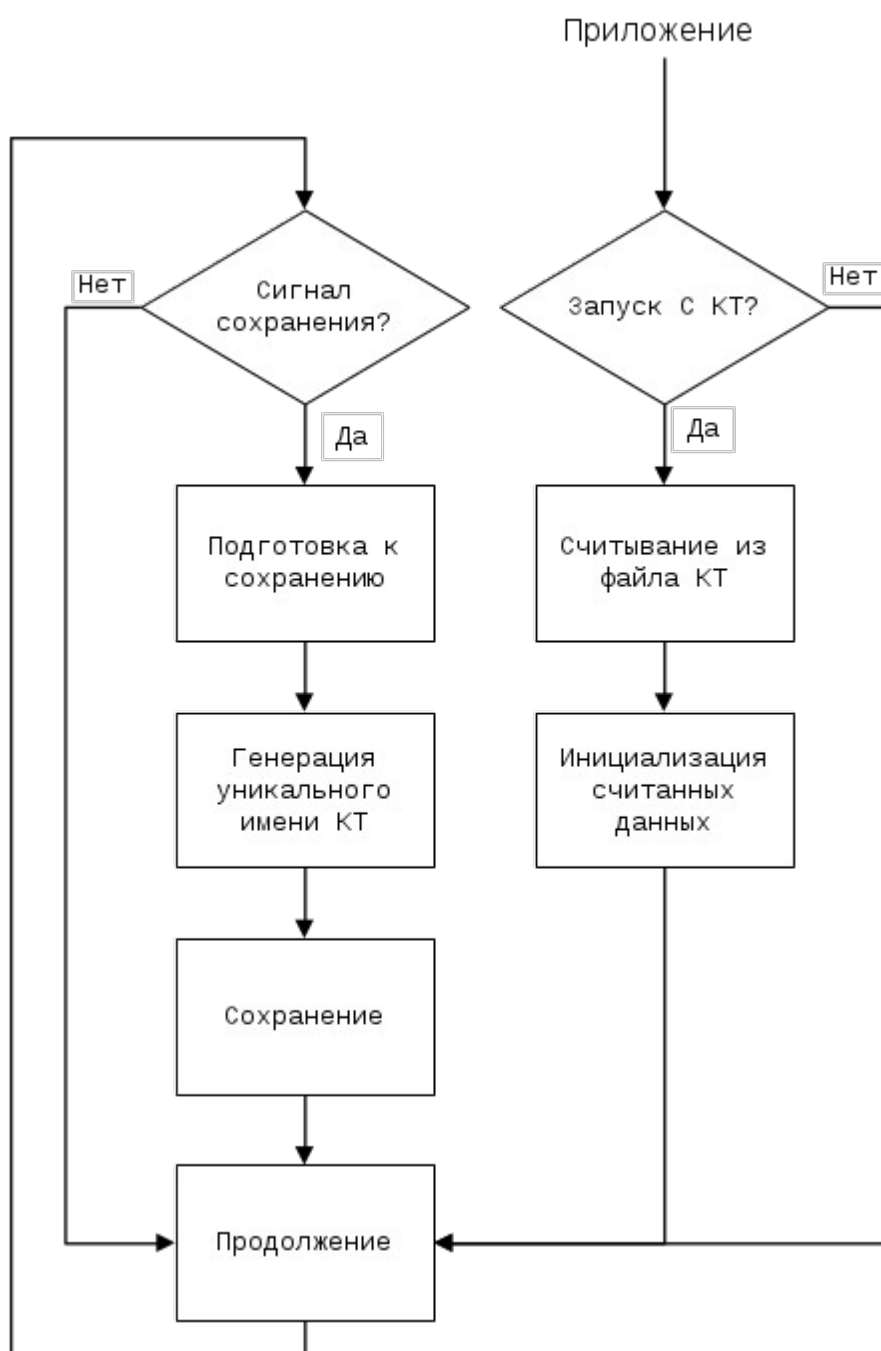 Приложение
Нет
Сигнал
сохранения?
Нет
Запуск С КТ?
Да
Да
Подготовка к
сохранению
Считывание из
файла КТ
Генерация
уникального
имени КТ
Инициализация
считанных
данных
Сохранение
Продолжение